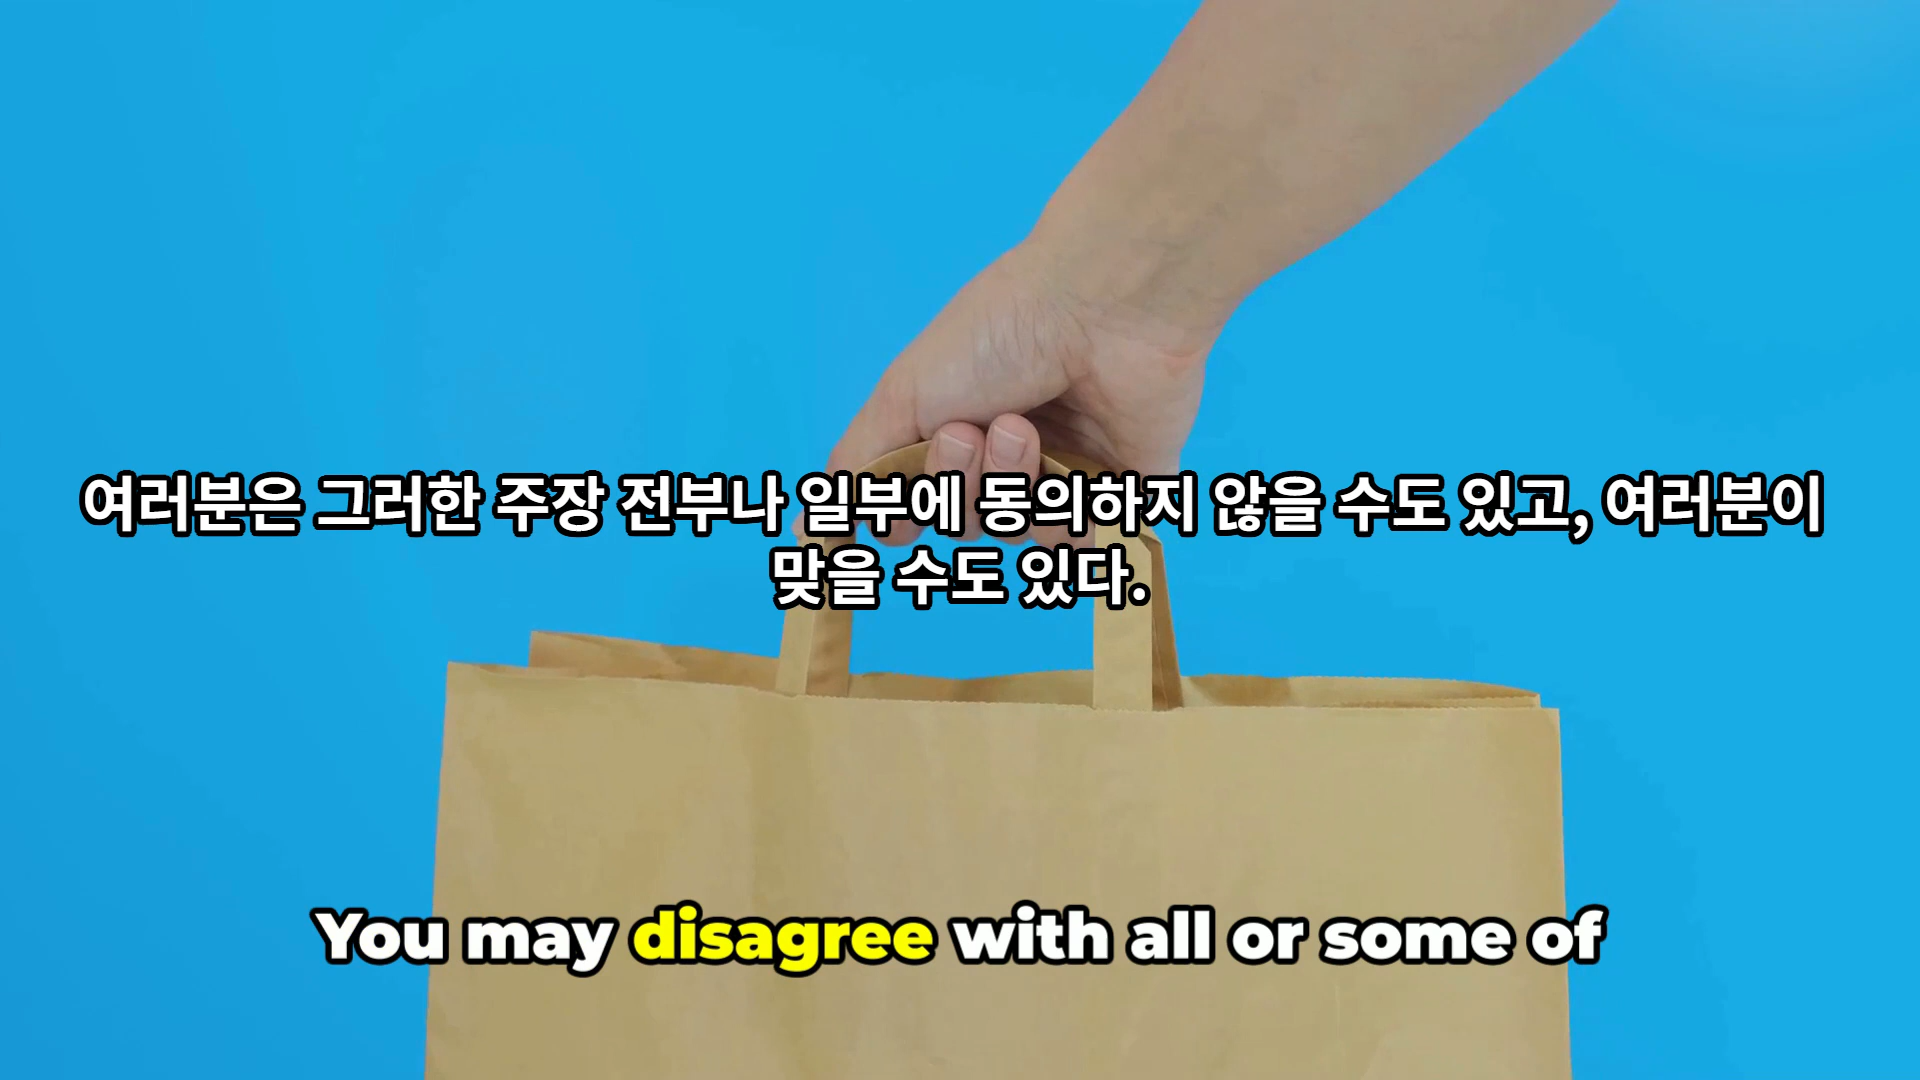 여러분은 그러한 주장 전부나 일부에 동의하지 않을 수도 있고, 여러분이
맞을 수도 있다.
You may disagree with all or some of